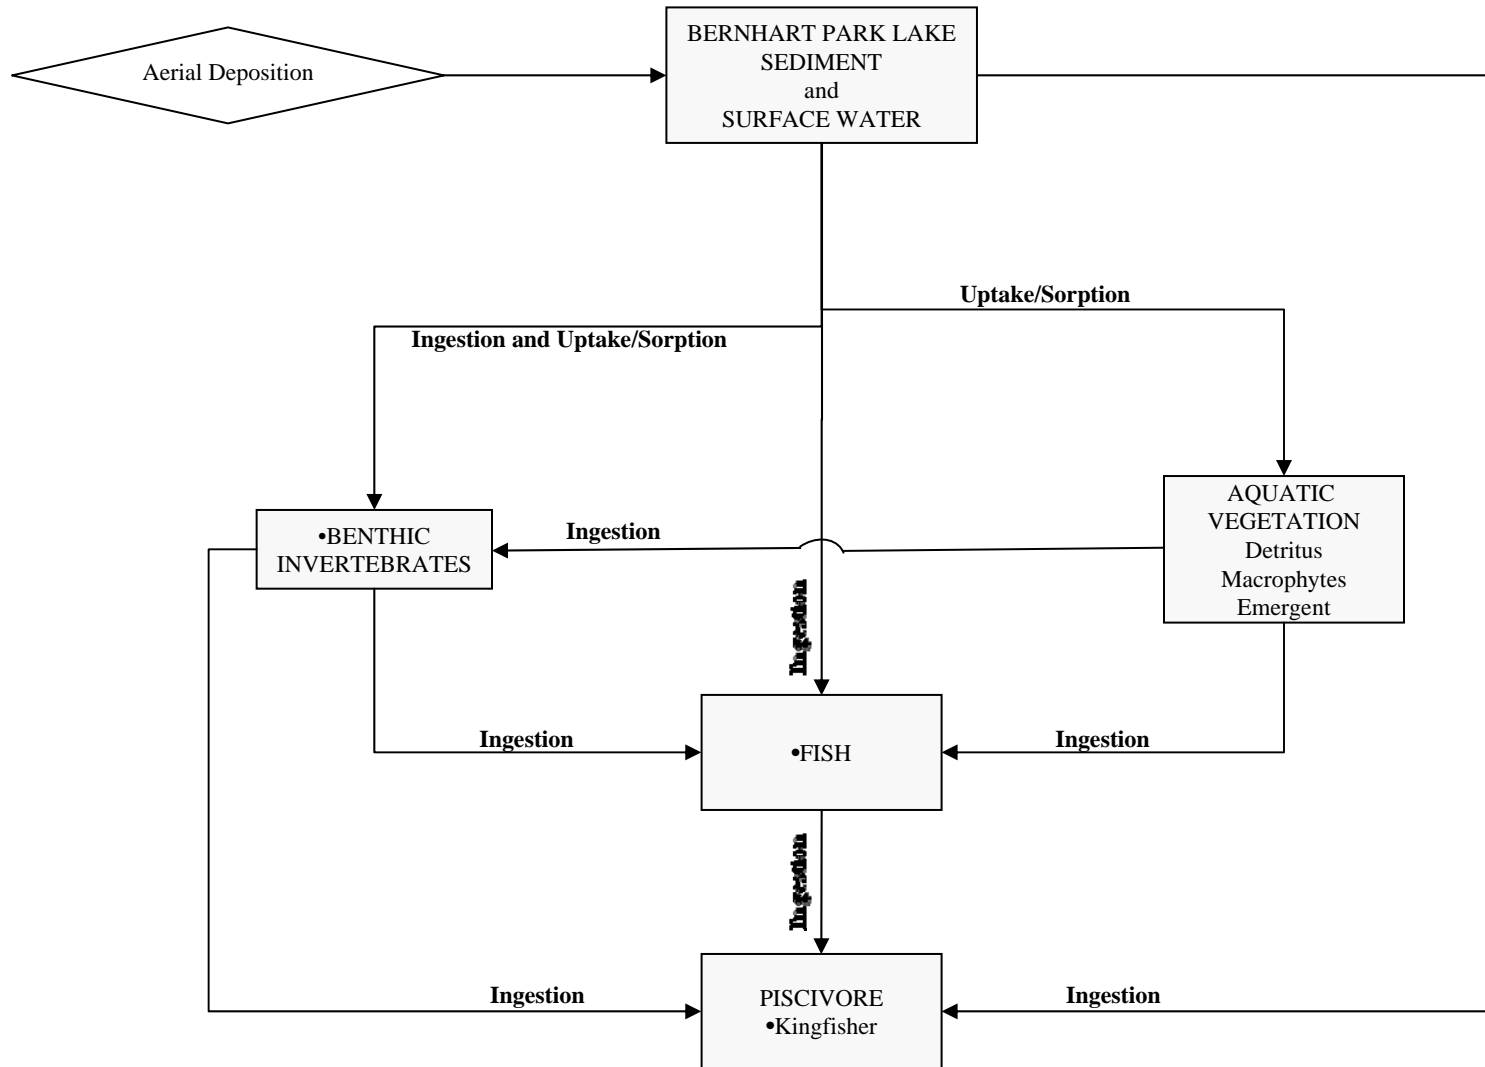 Aerial Deposition
BERNHART PARK LAKE
SEDIMENT
and
SURFACE WATER
Uptake/Sorption
Ingestion and Uptake/Sorption
•BENTHIC
INVERTEBRATES
Ingestion
AQUATIC
VEGETATION
Detritus
Macrophytes
Emergent
Ingestion
Ingestion
•FISH
Ingestion
Ingestion
Ingestion
PISCIVORE
•Kingfisher
Ingestion